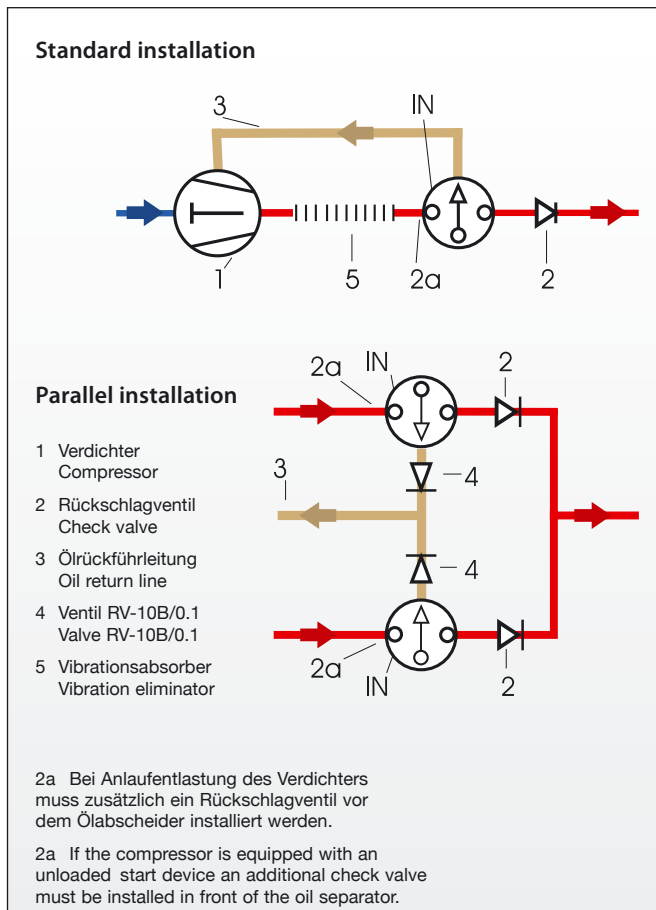 Standard installation
3
IN
1
5
2a
2
Parallel installation
2a
IN
2
4
3
4
2a
IN
2
1 Verdichter
Compressor
2 Rückschlagventil
Check valve
3 Ölrückführleitung
Oil return line
4 Ventil RV-10B/0.1
Valve RV-10B/0.1
5 Vibrationsabsorber
Vibration eliminator
2a Bei Anlaufentlastung des Verdichters
muss zusätzlich ein Rückschlagventil vor
dem Ölabscheider installiert werden.
2a If the compressor is equipped with an
unloaded start device an additional check valve
must be installed in front of the oil separator.